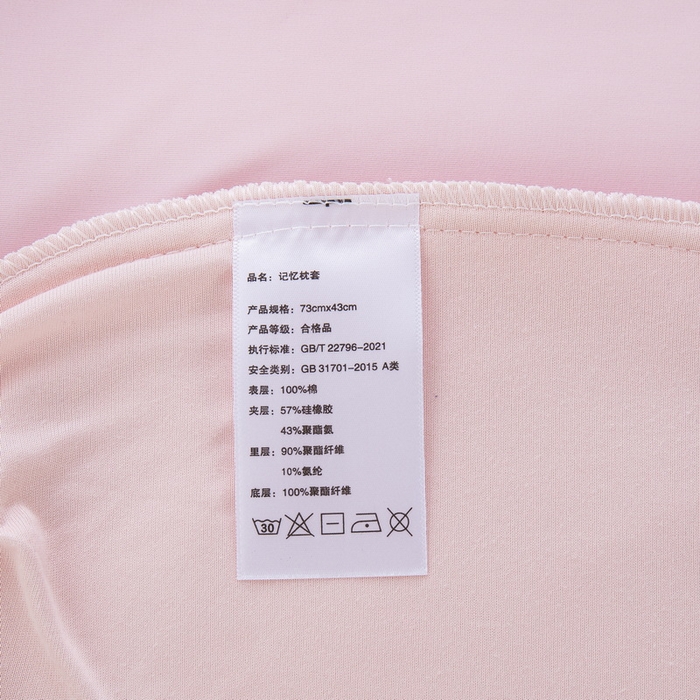 品名：记忆枕套
产品规格：73cmx43cm
产品等级：合格品
执行标准：GB/T 22796-2021
安全类别：GB 31701-2015 A类
表层：100%棉
夹层：57%硅橡胶
43%聚酯氨
里层：90%聚酯纤维
10%氨纶
底层：100%聚酯纤维
30